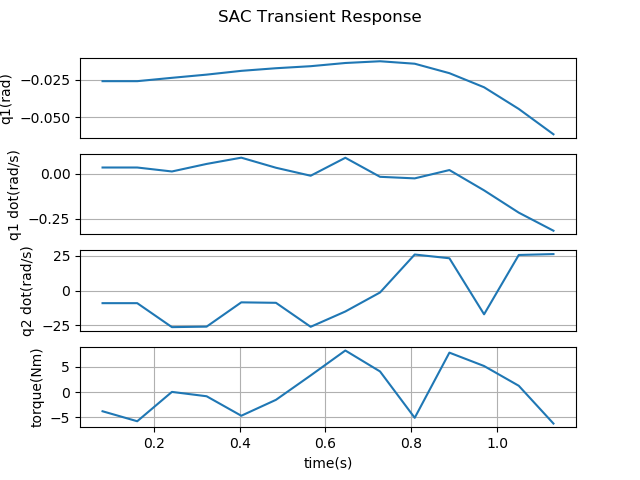 SAC Transient Response
q1(rad)
−0.025
−0.050
q1 dot(rad/s)
0.00
−0.25
q2 dot(rad/s)
25
0
−25
torque(Nm)
5
0
−5
0.2 0.4 0.6 0.8 1.0
time(s)